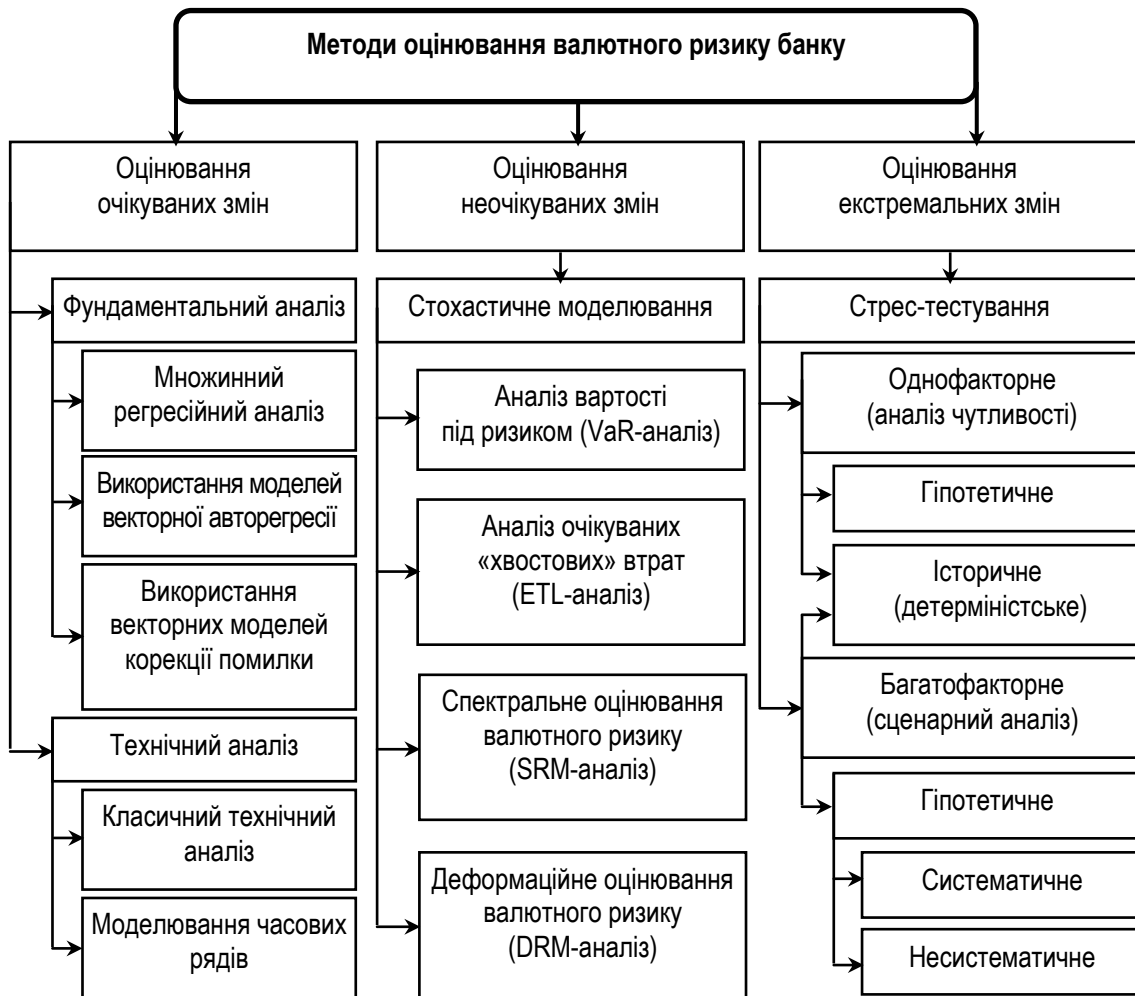 Методи оцінювання валютного ризику банку
Оцінювання
очікуваних змін
Фундаментальний аналіз
Множинний
регресійний аналіз
Використання моделей
векторної авторегресії
Використання
векторних моделей
корекції помилки
Технічний аналіз
Класичний технічний
аналіз
Моделювання часових
рядів
Оцінювання
неочікуваних змін
Стохастичне моделювання
Аналіз вартості
під ризиком (VaR-аналіз)
Аналіз очікуваних
«хвостових» втрат
(ETL-аналіз)
Спектральне оцінювання
валютного ризику
(SRM-аналіз)
Деформаційне оцінювання
валютного ризику
(DRM-аналіз)
Оцінювання
екстремальних змін
Стрес-тестування
Однофакторне
(аналіз чутливості)
Гіпотетичне
Історичне
(детерміністське)
Багатофакторне
(сценарний аналіз)
Гіпотетичне
Систематичне
Несистематичне